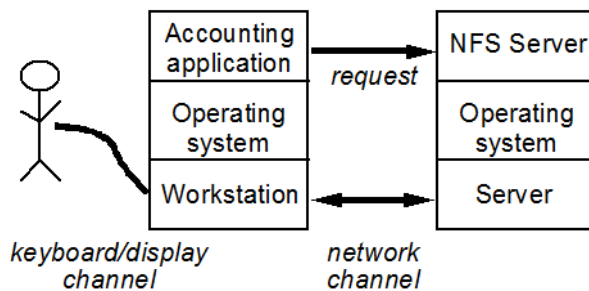 Accounting
application
request
NFS Server
Operating
system
Operating
system
Workstation
Server
keyboard/display
channel
network
channel